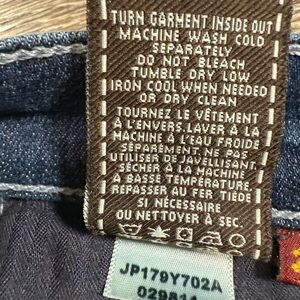 TURN GARMENT INSIDE OUT
MACHINE WASH COLD
SEPARATELY
DO NOT BLEACH
TUMBLE DRY LOW
IRON COOL WHEN NEEDED
OR DRY CLEAN
TOURNEZ LE VÊTEMENT
À L'ENVERS.LAVER À LA
MACHINE À L'EAU FROIDE
SÉPARÉMENT. NE PAS
UTILISER DE JAVELLISANT.
SÉCHER À LA MACHINE
À BASSE TEMPÉRATURE.
REPASSER AU FER TIÈDE
SI NÉCESSAIRE
OU NETTOYER À SEC.
JP179Y702A